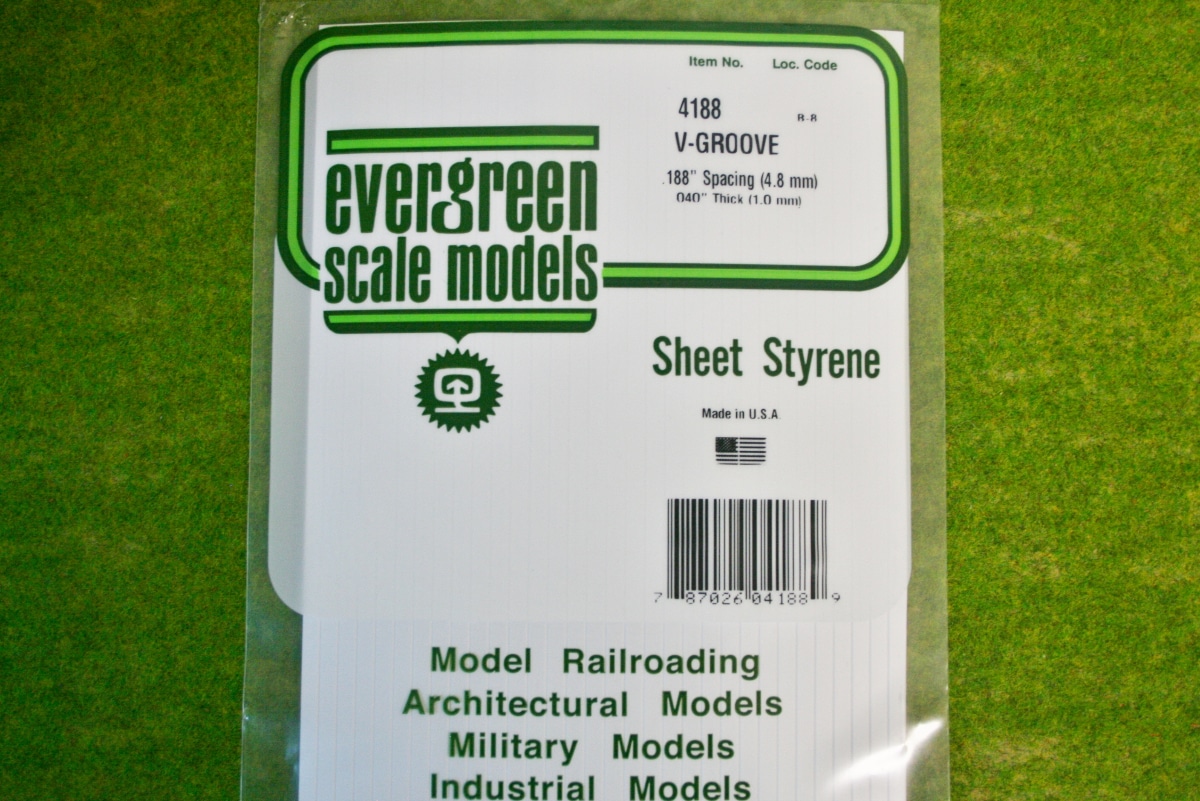 Item No. Loc. Code
4188 B-8
V-GROOVE
.188" Spacing (4.8 mm)
.040" Thick (1.0 mm)
evergreen
scale models
Sheet Styrene
Made in U.S.A.
7 87026 04188 9
Model Railroading
Architectural Models
Military Models
Industrial Models